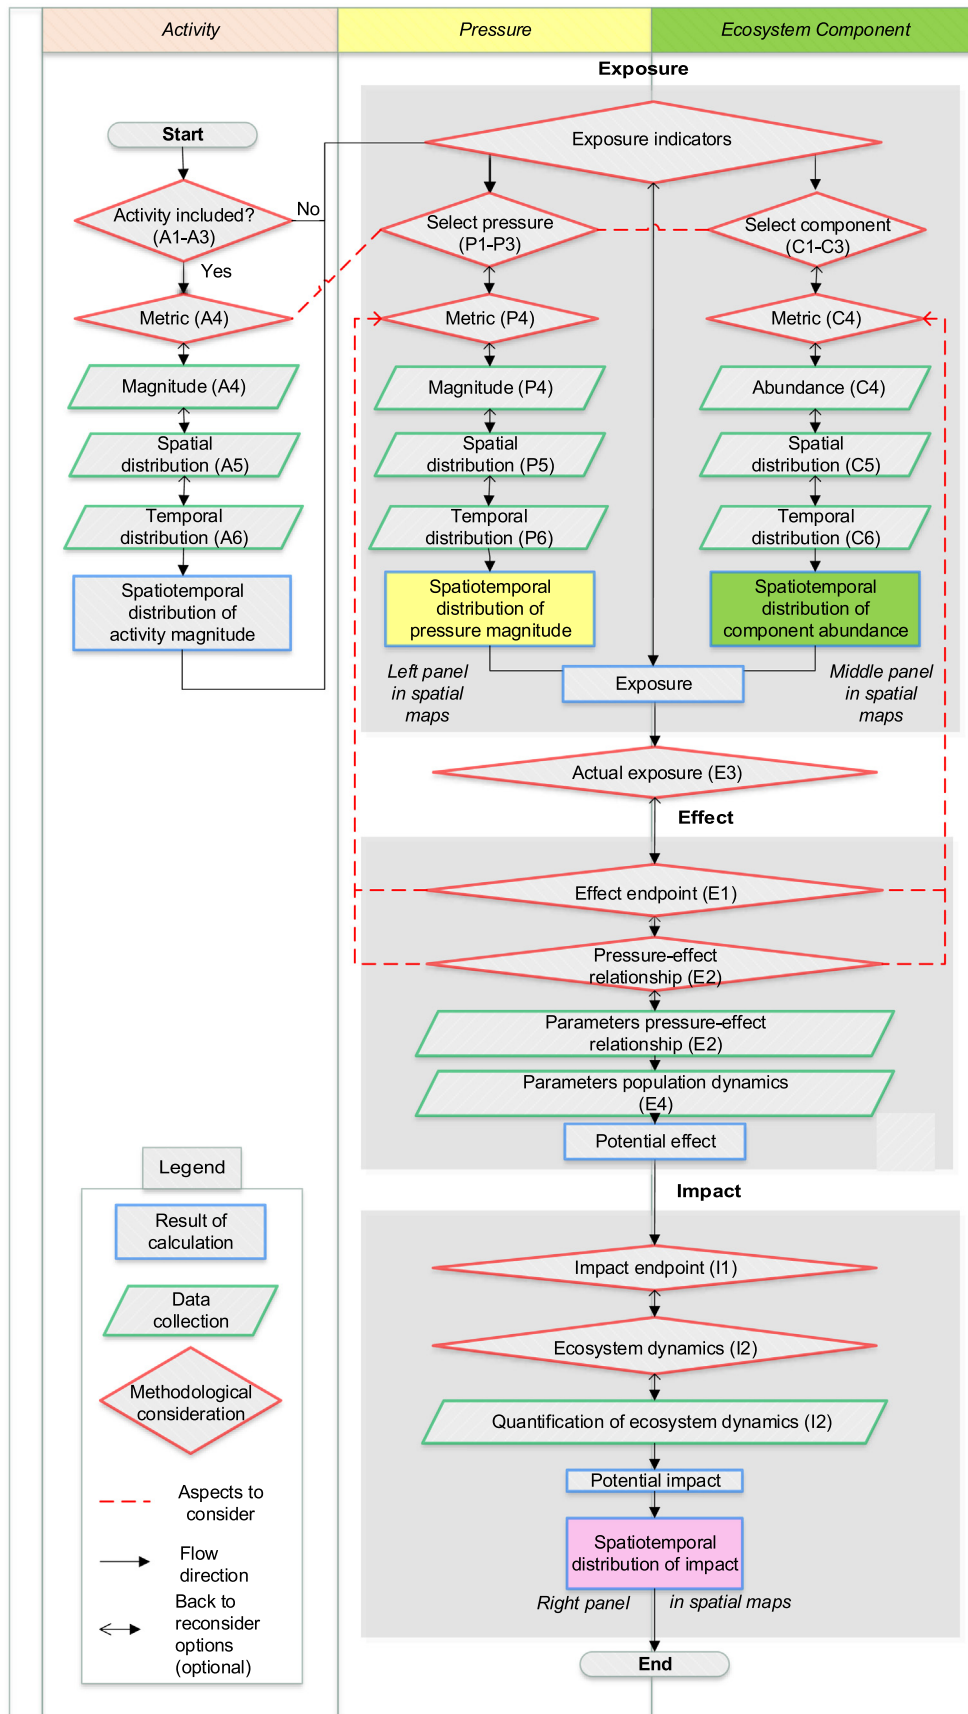 Activity
Pressure
Ecosystem Component
Exposure
Start
Exposure indicators
Activity included?
(A1-A3)
No
Yes
Select pressure
(P1-P3)
Select component
(C1-C3)
Metric (A4)
Metric (P4)
Metric (C4)
Magnitude (A4)
Magnitude (P4)
Abundance (C4)
Spatial
distribution (A5)
Spatial
distribution (P5)
Spatial
distribution (C5)
Temporal
distribution (A6)
Temporal
distribution (P6)
Temporal
distribution (C6)
Spatiotemporal
distribution of
activity magnitude
Spatiotemporal
distribution of
pressure magnitude
Spatiotemporal
distribution of
component abundance
Left panel
in spatial
maps
Exposure
Middle panel
in spatial
maps
Actual exposure (E3)
Effect
Effect endpoint (E1)
Pressure-effect
relationship (E2)
Parameters pressure-effect
relationship (E2)
Parameters population dynamics
(E4)
Potential effect
Impact
Impact endpoint (I1)
Ecosystem dynamics (I2)
Quantification of ecosystem dynamics (I2)
Potential impact
Spatiotemporal
distribution of impact
Right panel
in spatial maps
End
Legend
Result of
calculation
Data
collection
Methodological
consideration
Aspects to
consider
Flow
direction
Back to
reconsider
options
(optional)